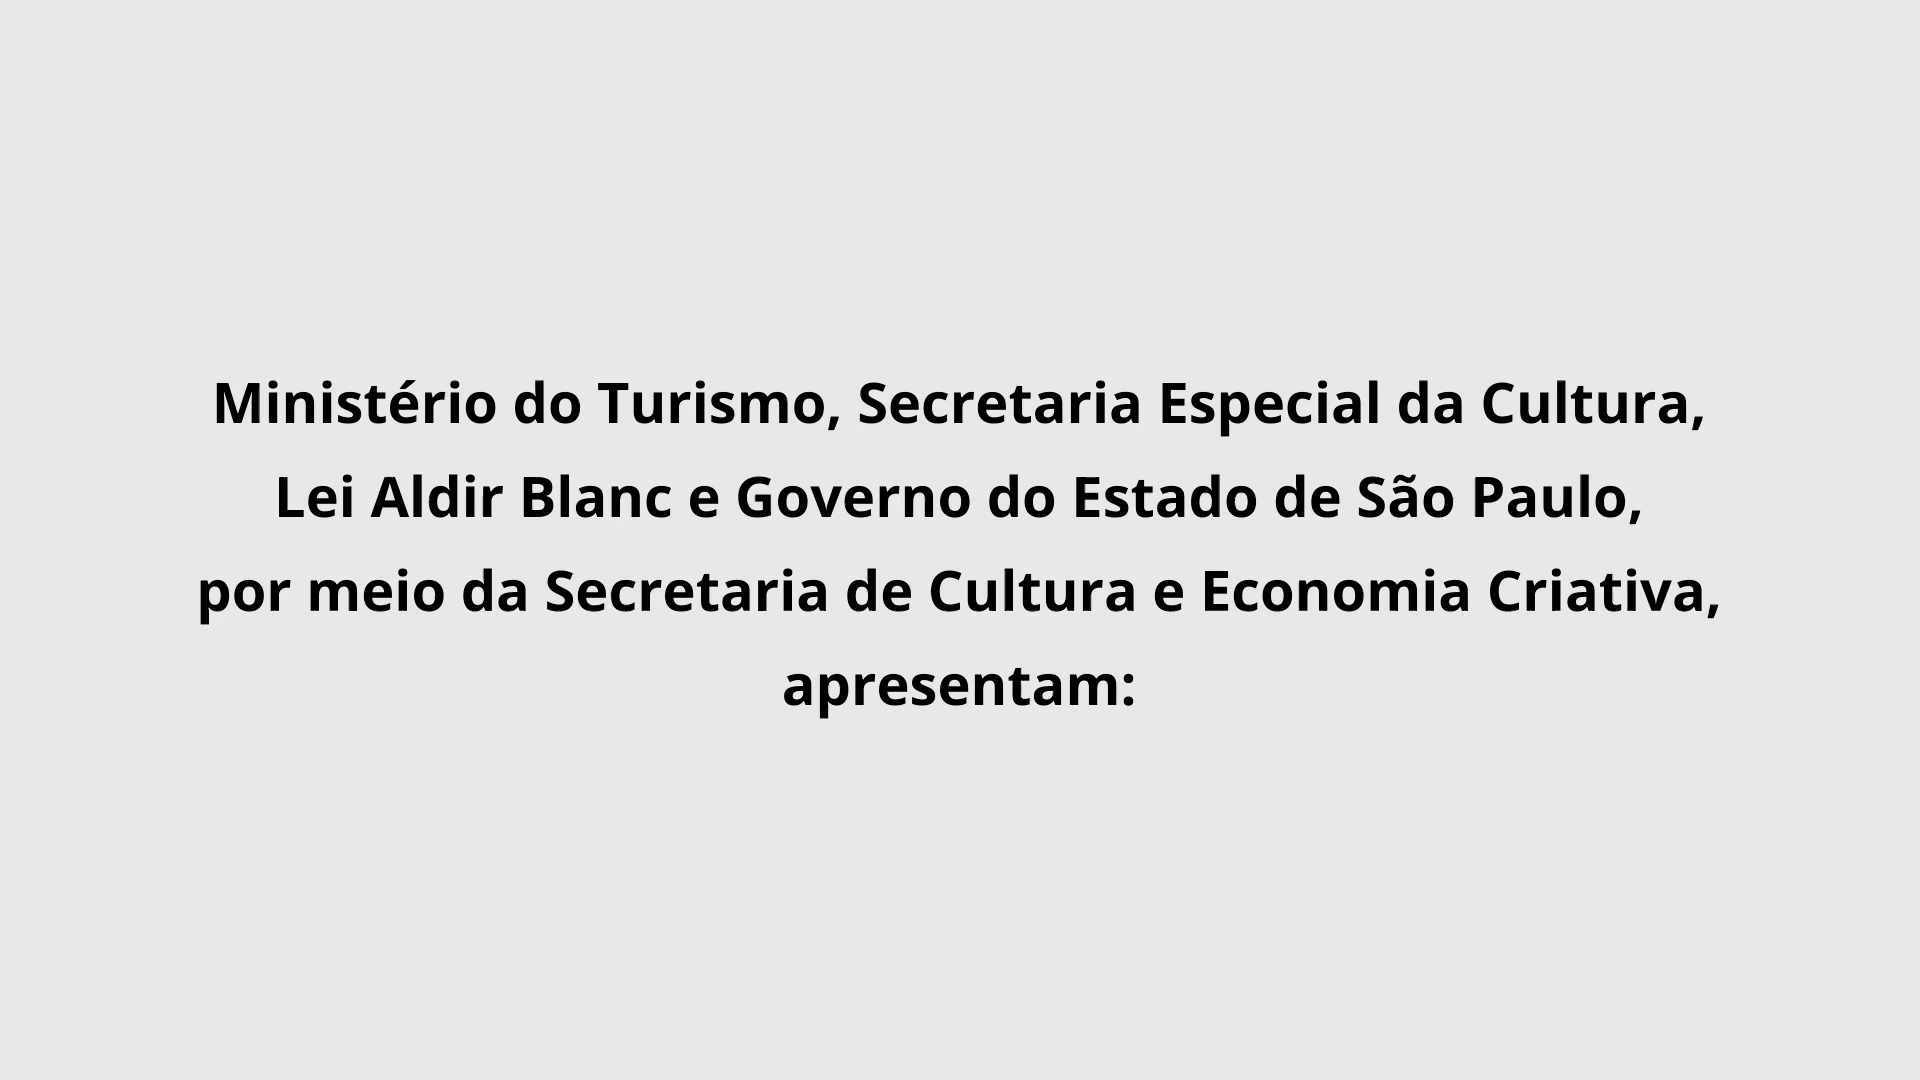 Ministério do Turismo, Secretaria Especial da Cultura,
Lei Aldir Blanc e Governo do Estado de São Paulo,
por meio da Secretaria de Cultura e Economia Criativa,
apresentam: